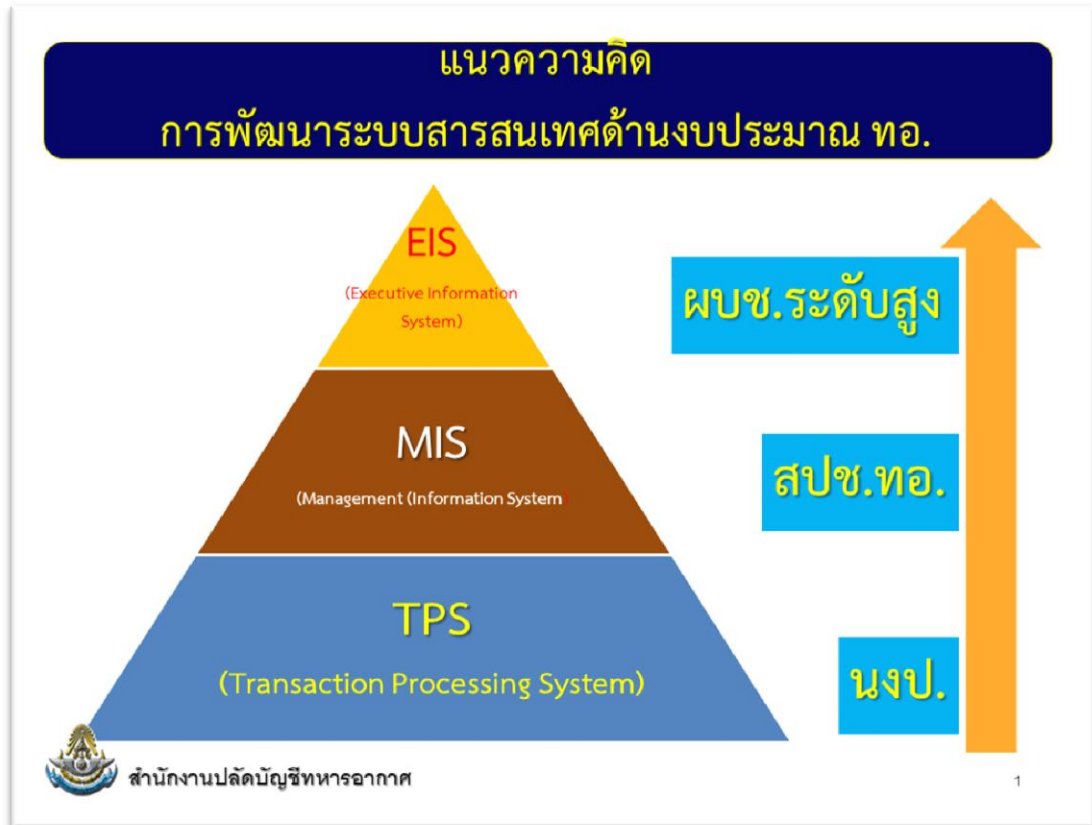 แนวความคิด
การพัฒนาระบบสารสนเทศด้านงบประมาณ ทอ.
EIS
(Executive Information
System)
ผบช.ระดับสูง
MIS
(Management (Information System)
สปช.ทอ.
TPS
(Transaction Processing System)
นงป.
สำนักงานปลัดบัญชีทหารอากาศ
1